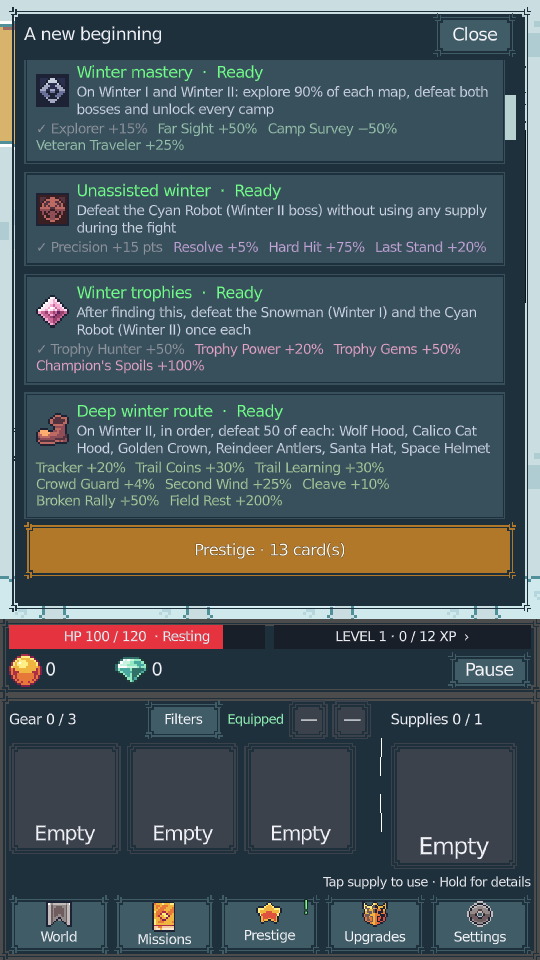 A new beginning
Close
Winter mastery · Ready
On Winter I and Winter II: explore 90% of each map, defeat both
bosses and unlock every camp
✓ Explorer +15% Far Sight +50% Camp Survey −50%
Veteran Traveler +25%
Unassisted winter · Ready
Defeat the Cyan Robot (Winter II boss) without using any supply
during the fight
✓ Precision +15 pts Resolve +5% Hard Hit +75% Last Stand +20%
Winter trophies · Ready
After finding this, defeat the Snowman (Winter I) and the Cyan
Robot (Winter II) once each
✓ Trophy Hunter +50% Trophy Power +20% Trophy Gems +50%
Champion's Spoils +100%
Deep winter route · Ready
On Winter II, in order, defeat 50 of each: Wolf Hood, Calico Cat
Hood, Golden Crown, Reindeer Antlers, Santa Hat, Space Helmet
Tracker +20% Trail Coins +30% Trail Learning +30%
Crowd Guard +4% Second Wind +25% Cleave +10%
Broken Rally +50% Field Rest +200%
Prestige · 13 card(s)
HP 100 / 120 · Resting
LEVEL 1 · 0 / 12 XP ›
0
0
Pause
Gear 0 / 3
Filters
Equipped
—
—
Supplies 0 / 1
Empty
Empty
Empty
Empty
Tap supply to use · Hold for details
World
Missions
Prestige
!
Upgrades
Settings